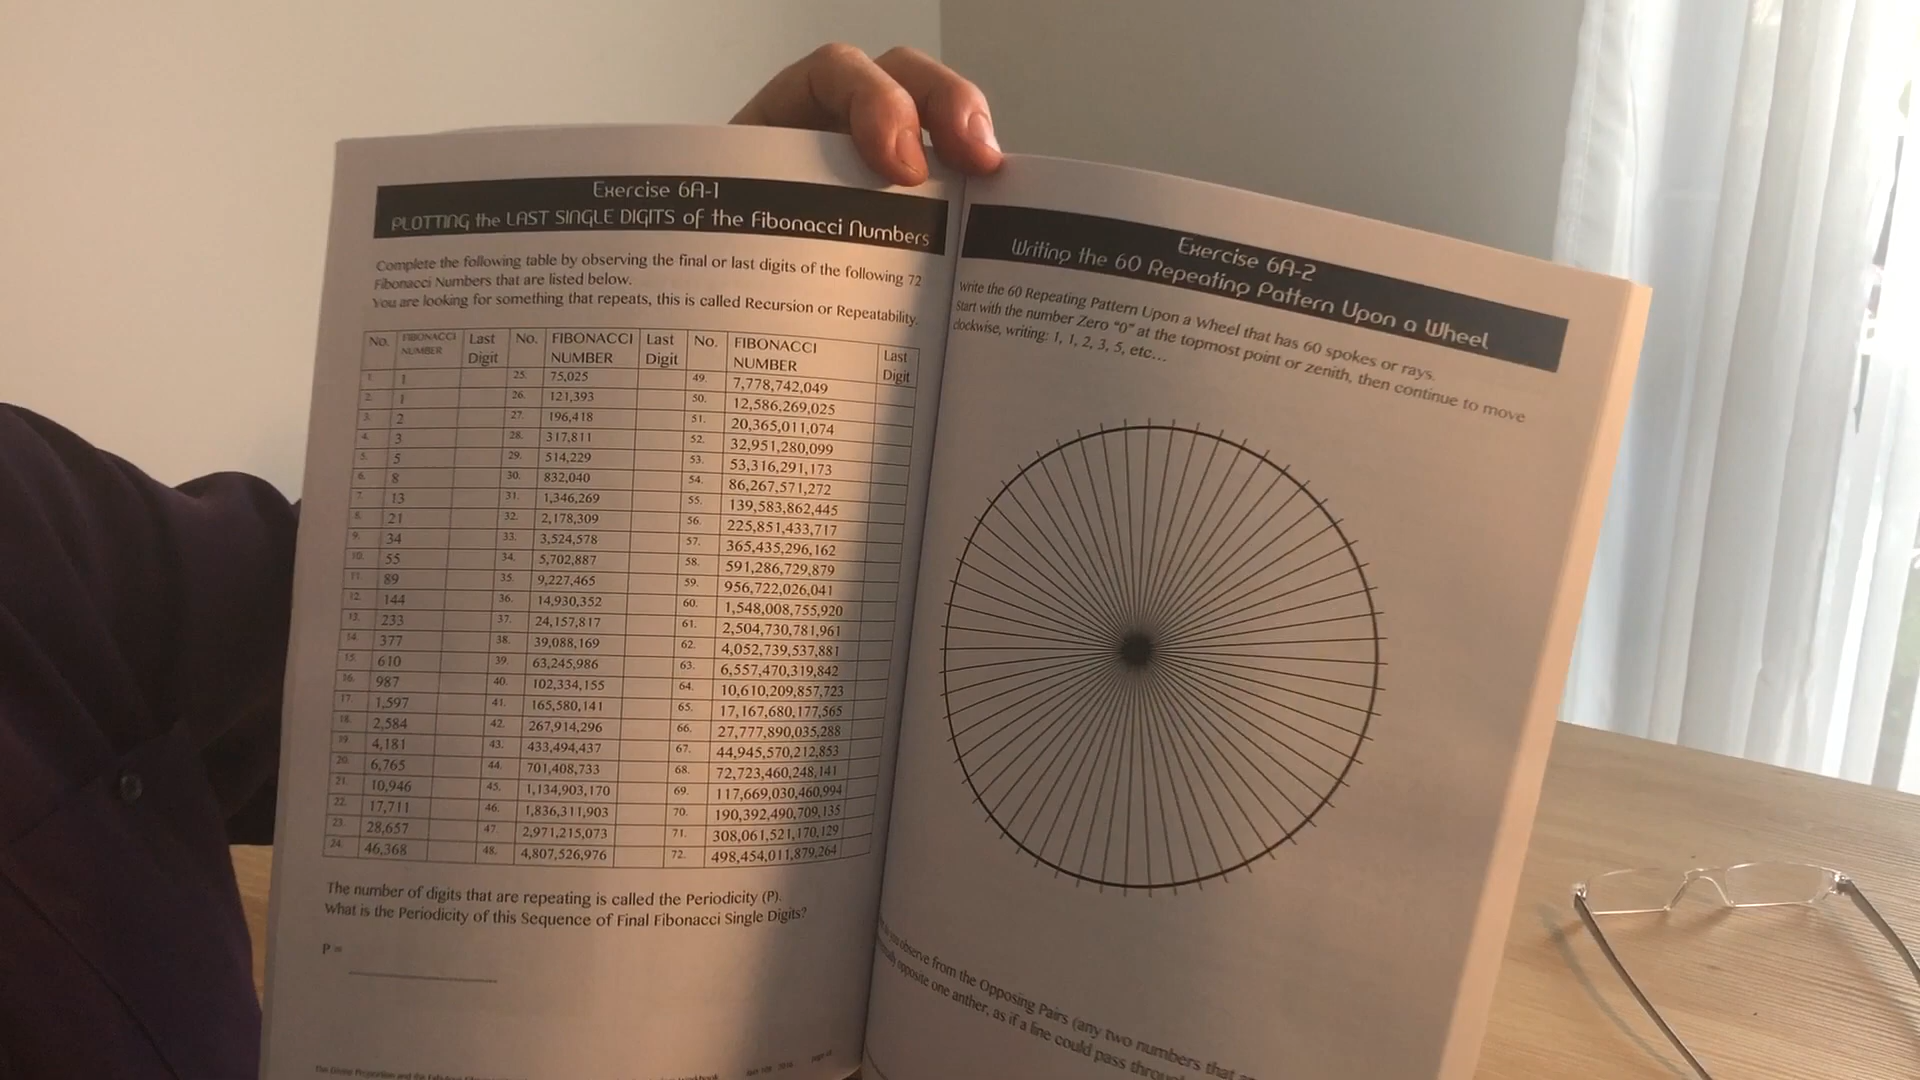 Exercise 6A-1
PLOTTING the LAST SINGLE DIGITS of the Fibonacci Numbers
Complete the following table by observing the final or last digits of the following 72
Fibonacci Numbers that are listed below.
You are looking for something that repeats, this is called Recursion or Repeatability.
No. FIBONACCI NUMBER Last Digit No. FIBONACCI NUMBER Last Digit No. FIBONACCI NUMBER Last Digit
1. 1 25. 75,025 49. 7,778,742,049
2. 1 26. 121,393 50. 12,586,269,025
3. 2 27. 196,418 51. 20,365,011,074
4. 3 28. 317,811 52. 32,951,280,099
5. 5 29. 514,229 53. 53,316,291,173
6. 8 30. 832,040 54. 86,267,571,272
7. 13 31. 1,346,269 55. 139,583,862,445
8. 21 32. 2,178,309 56. 225,851,433,717
9. 34 33. 3,524,578 57. 365,435,296,162
10. 55 34. 5,702,887 58. 591,286,729,879
11. 89 35. 9,227,465 59. 956,722,026,041
12. 144 36. 14,930,352 60. 1,548,008,755,920
13. 233 37. 24,157,817 61. 2,504,730,781,961
14. 377 38. 39,088,169 62. 4,052,739,537,881
15. 610 39. 63,245,986 63. 6,557,470,319,842
16. 987 40. 102,334,155 64. 10,610,209,857,723
17. 1,597 41. 165,580,141 65. 17,167,680,177,565
18. 2,584 42. 267,914,296 66. 27,777,890,035,288
19. 4,181 43. 433,494,437 67. 44,945,570,212,853
20. 6,765 44. 701,408,733 68. 72,723,460,248,141
21. 10,946 45. 1,134,903,170 69. 117,669,030,460,994
22. 17,711 46. 1,836,311,903 70. 190,392,490,709,135
23. 28,657 47. 2,971,215,073 71. 308,061,521,170,129
24. 46,368 48. 4,807,526,976 72. 498,454,011,879,264
The number of digits that are repeating is called the Periodicity (P).
What is the Periodicity of this Sequence of Final Fibonacci Single Digits?
P =
The Divine Proportion and the
Exercise 6A-2
Writing the 60 Repeating Pattern Upon a Wheel
Write the 60 Repeating Pattern Upon a Wheel that has 60 spokes or rays.
Start with the number Zero "0" at the topmost point or zenith, then continue to move
clockwise, writing: 1, 1, 2, 3, 5, etc...
you observe from the Opposing Pairs (any two numbers that
opposite one anther, as if a line could pass through